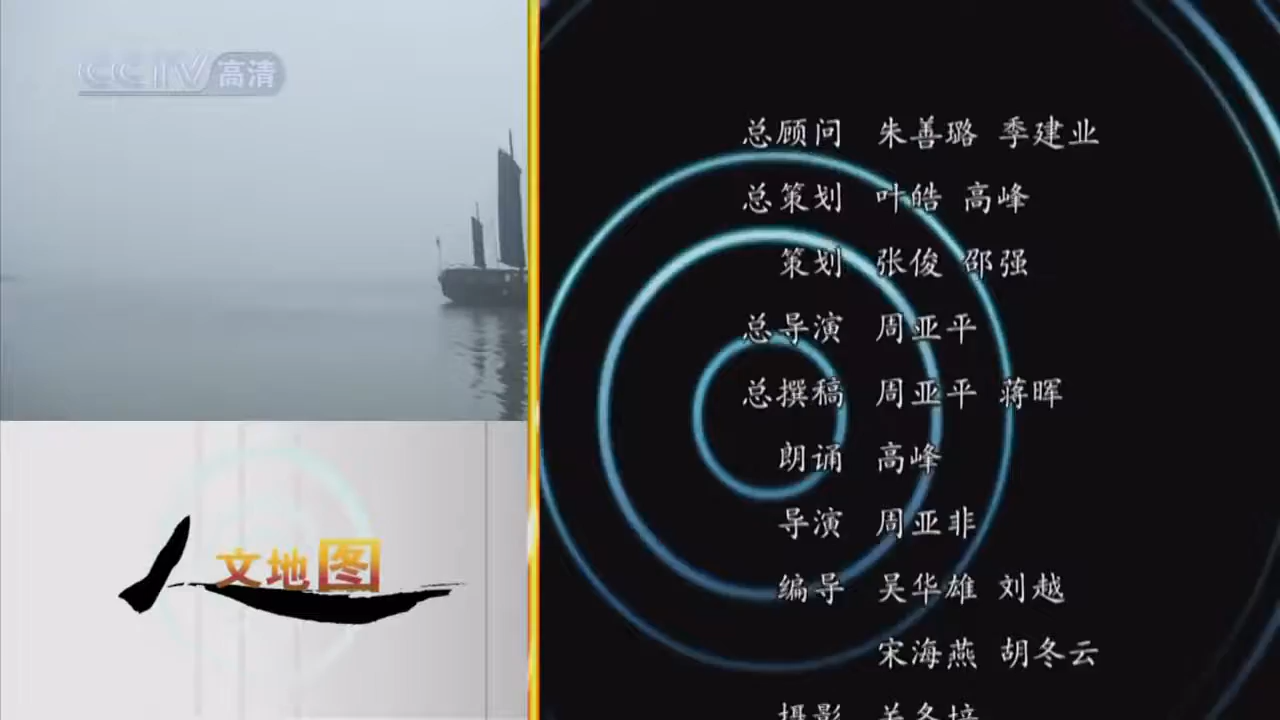 CCTV高清
人文地图
总顾问 朱善璐 季建业
总策划 叶皓 高峰
策划 张俊 邵强
总导演 周亚平
总撰稿 周亚平 蒋晖
朗诵 高峰
导演 周亚非
编导 吴华雄 刘越
宋海燕 胡冬云
摄影